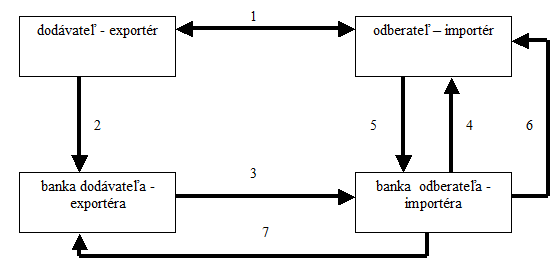 1
dodávateľ - exportér
odberateľ – importér
2
5
4
6
3
banka dodávateľa -
exportéra
banka odberateľa -
importéra
7